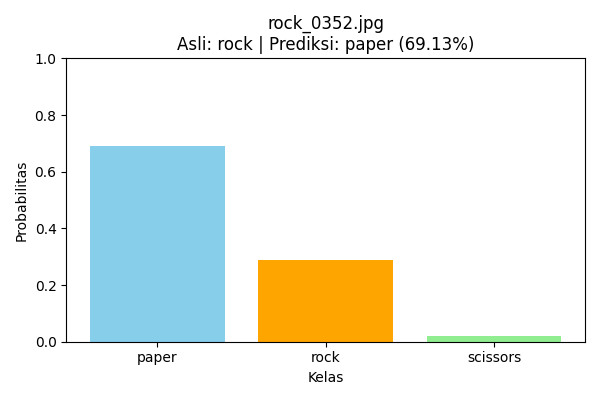 rock_0352.jpg
Asli: rock | Prediksi: paper (69.13%)
1.0
0.8
0.6
0.4
0.2
0.0
Probabilitas
paper rock scissors
Kelas